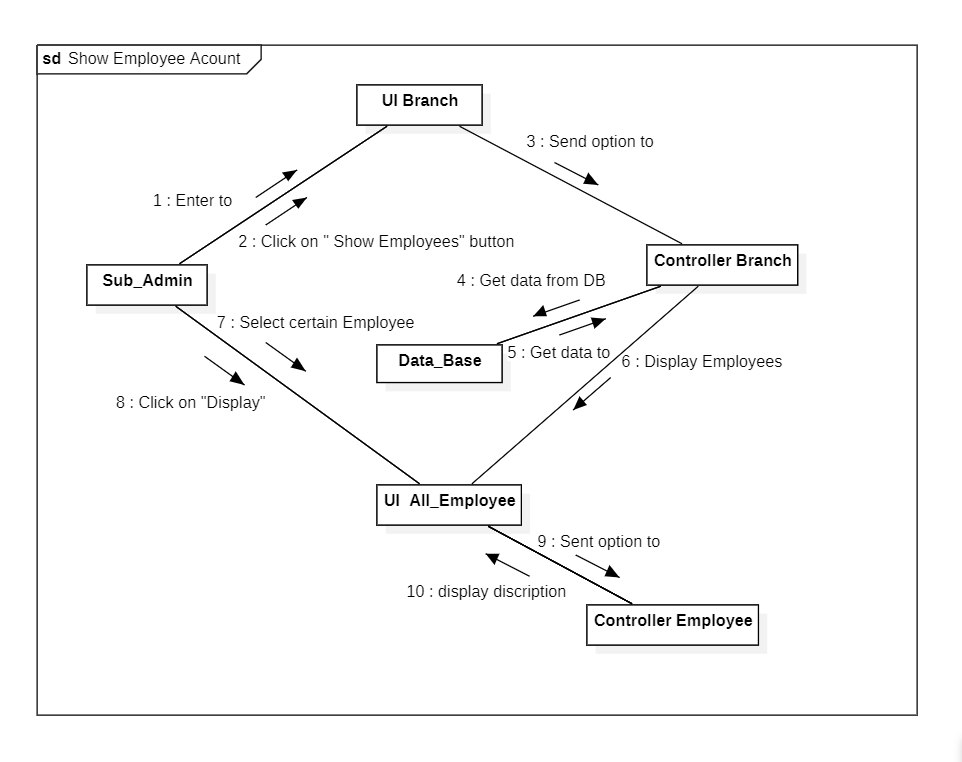 sd Show Employee Acount
UI Branch
3 : Send option to
1 : Enter to
2 : Click on " Show Employees" button
Controller Branch
Sub_Admin
4 : Get data from DB
7 : Select certain Employee
Data_Base
5 : Get data to
6 : Display Employees
8 : Click on "Display"
UI All_Employee
9 : Sent option to
10 : display discription
Controller Employee